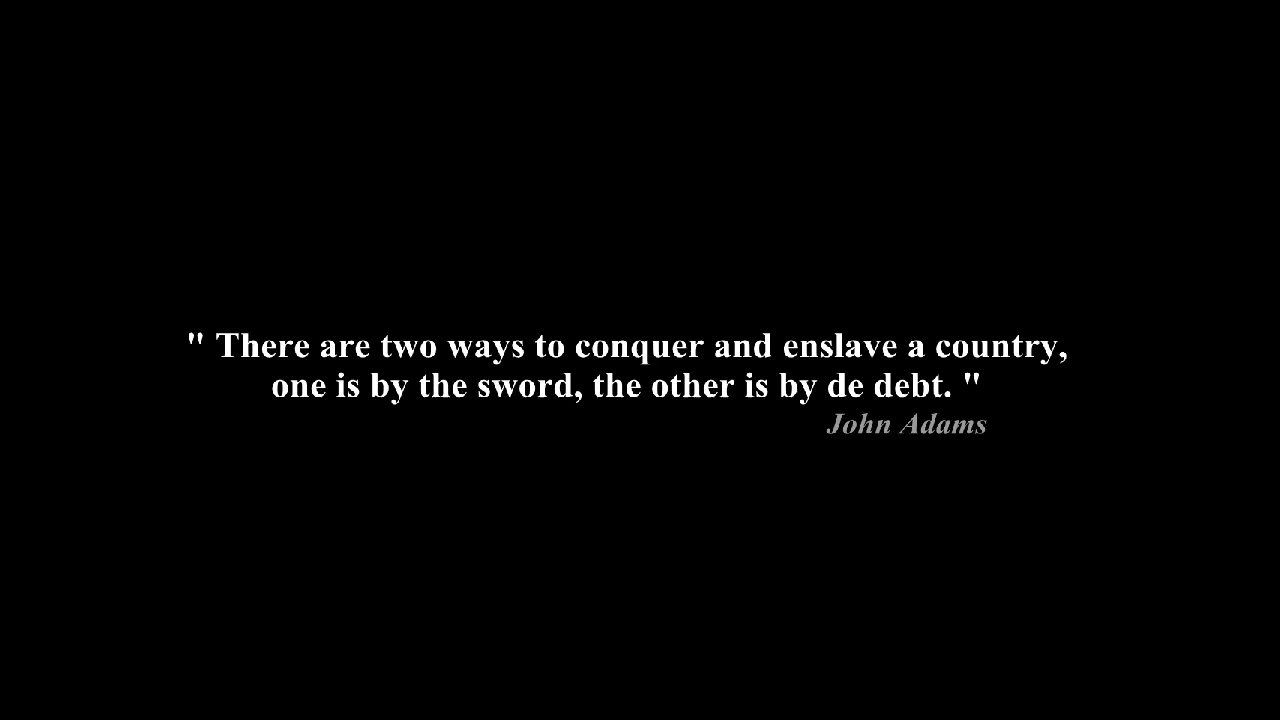 " There are two ways to conquer and enslave a country,
one is by the sword, the other is by de debt. "
John Adams